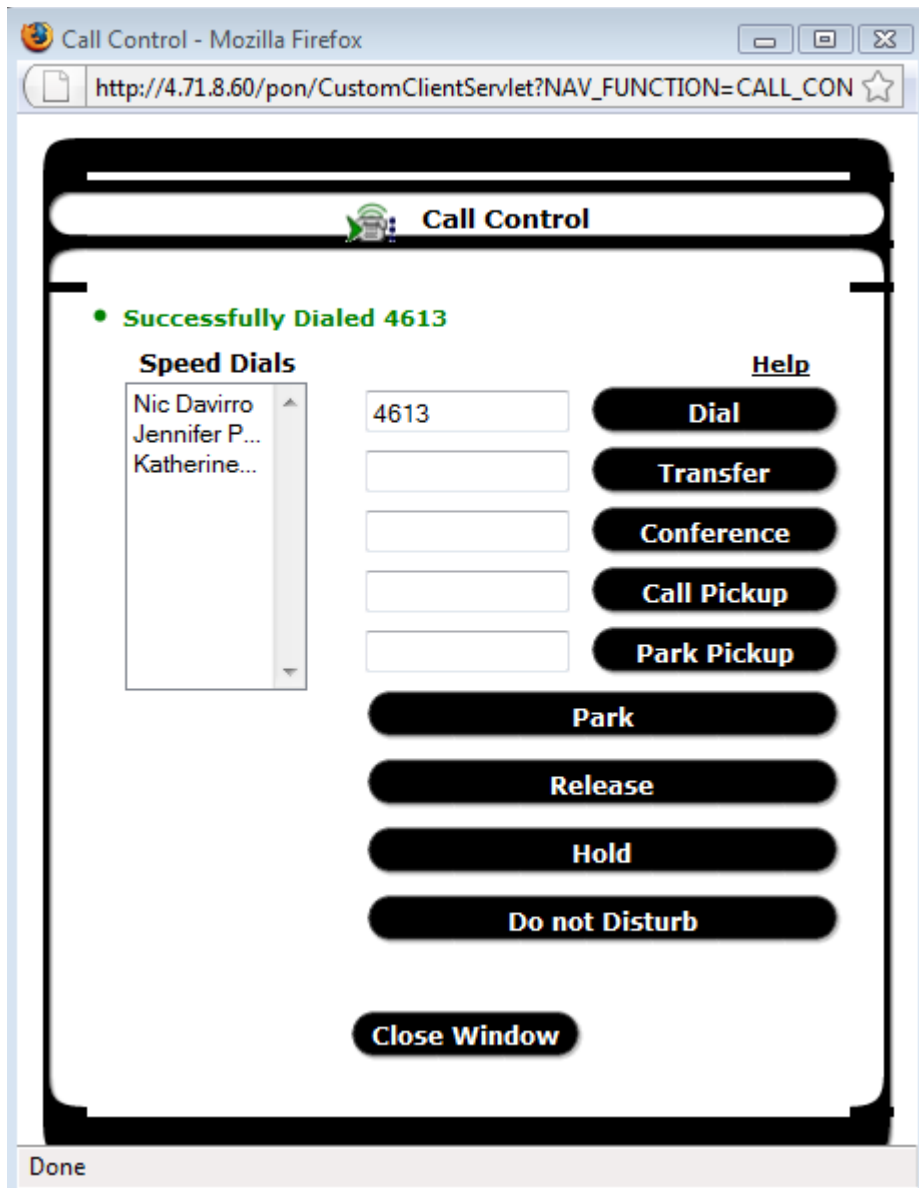 Call Control - Mozilla Firefox
http://4.71.8.60/pon/CustomClientServlet?NAV_FUNCTION=CALL_CON
Call Control
Successfully Dialed 4613
Speed Dials
Help
Nic Davirro
Jennifer P...
Katherine...
4613
Dial
Transfer
Conference
Call Pickup
Park Pickup
Park
Release
Hold
Do not Disturb
Close Window
Done